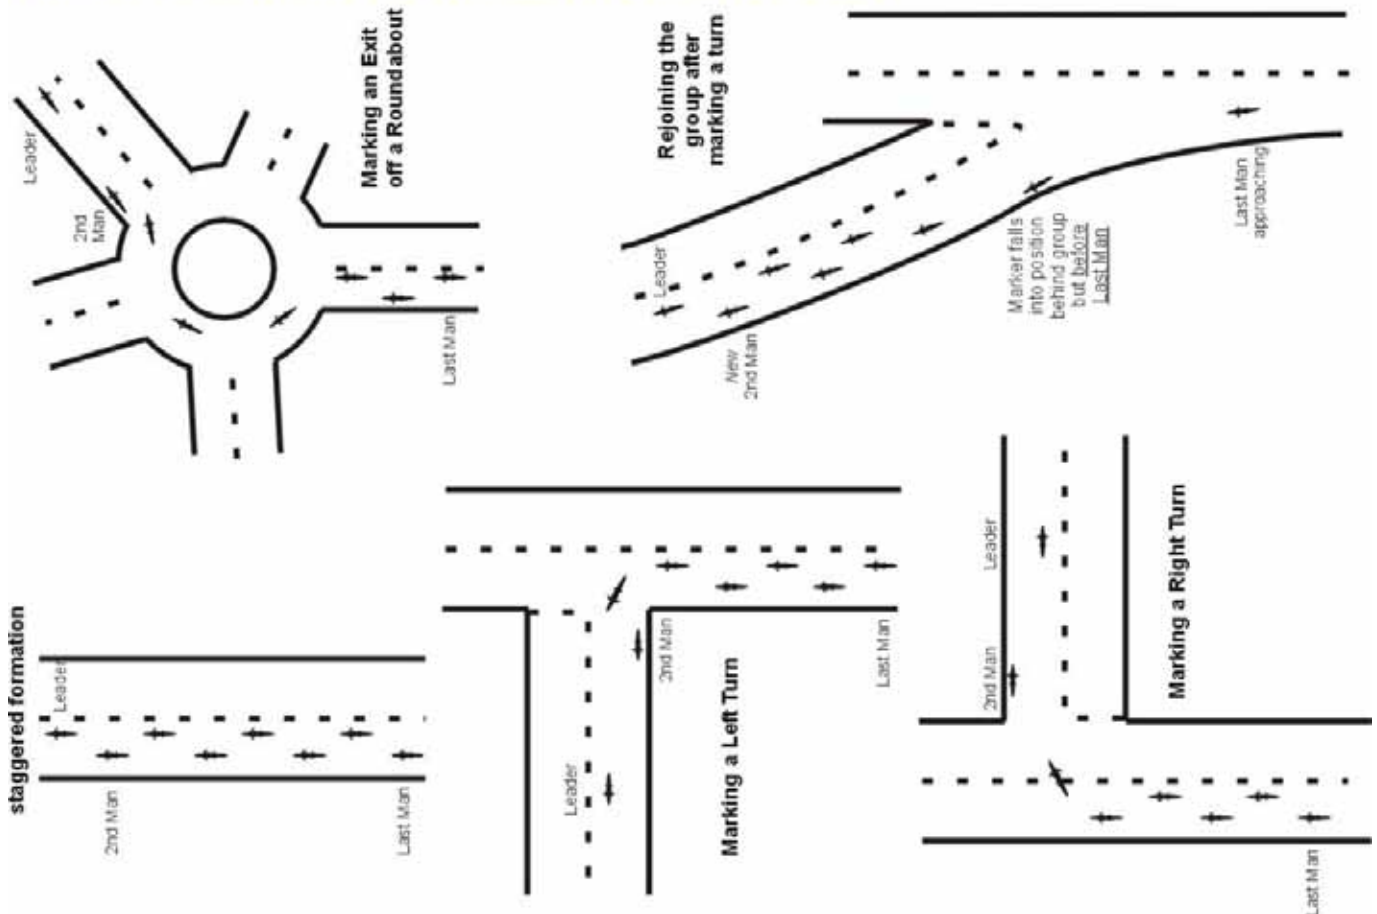 Marking an Exit
off a Roundabout
Leader
2nd
Man
Last Man
Rejoining the
group after
marking a turn
Leader
New
2nd Man
Marker falls
into position
behind group
but before
Last Man
Last Man
approaching
staggered formation
Leader
2nd Man
Last Man
Marking a Left Turn
Leader
2nd Man
Last Man
Marking a Right Turn
2nd Man
Leader
Last Man